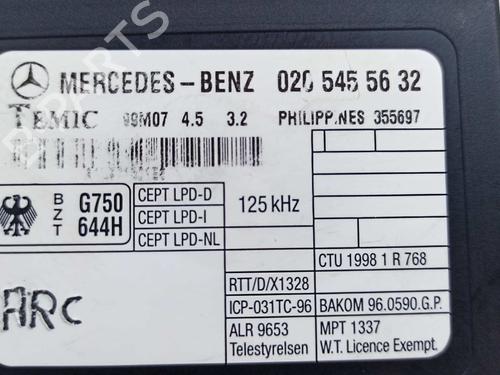 MERCEDES-BENZ 020 545 56 32
TEMIC 99M07 4.5 3.2 PHILIPP.NES 355697
BZT G750 644H
CEPT LPD-D
CEPT LPD-I
CEPT LPD-NL
125 kHz
CTU 1998 1 R 768
RTT/D/X1328
ICP-031TC-96 BAKOM 96.0590.G.P.
ALR 9653 MPT 1337
Telestyrelsen W.T. Licence Exempt.
ARC
PARTS